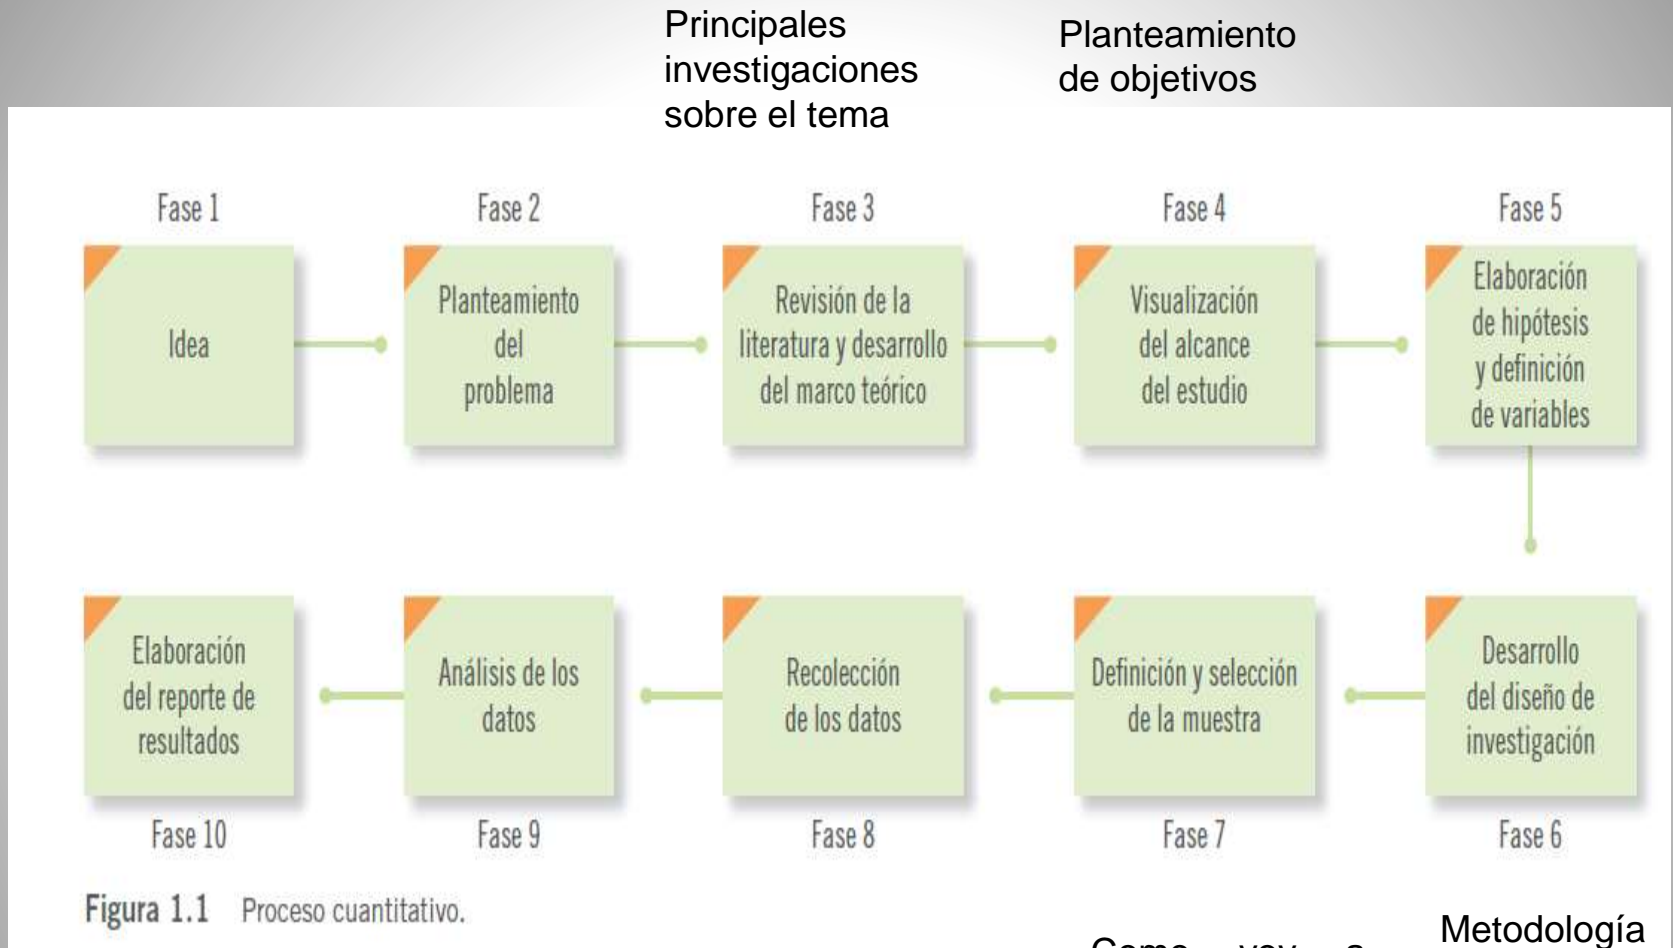 Principales
investigaciones
sobre el tema
Planteamiento
de objetivos
Fase 1
Fase 2
Fase 3
Fase 4
Fase 5
Idea
Planteamiento
del
problema
Revisión de la
literatura y desarrollo
del marco teórico
Visualización
del alcance
del estudio
Elaboración
de hipótesis
y definición
de variables
Elaboración
del reporte de
resultados
Análisis de los
datos
Recolección
de los datos
Definición y selección
de la muestra
Desarrollo
del diseño de
investigación
Fase 10
Fase 9
Fase 8
Fase 7
Fase 6
Figura 1.1 Proceso cuantitativo.
Como voy a
Metodología